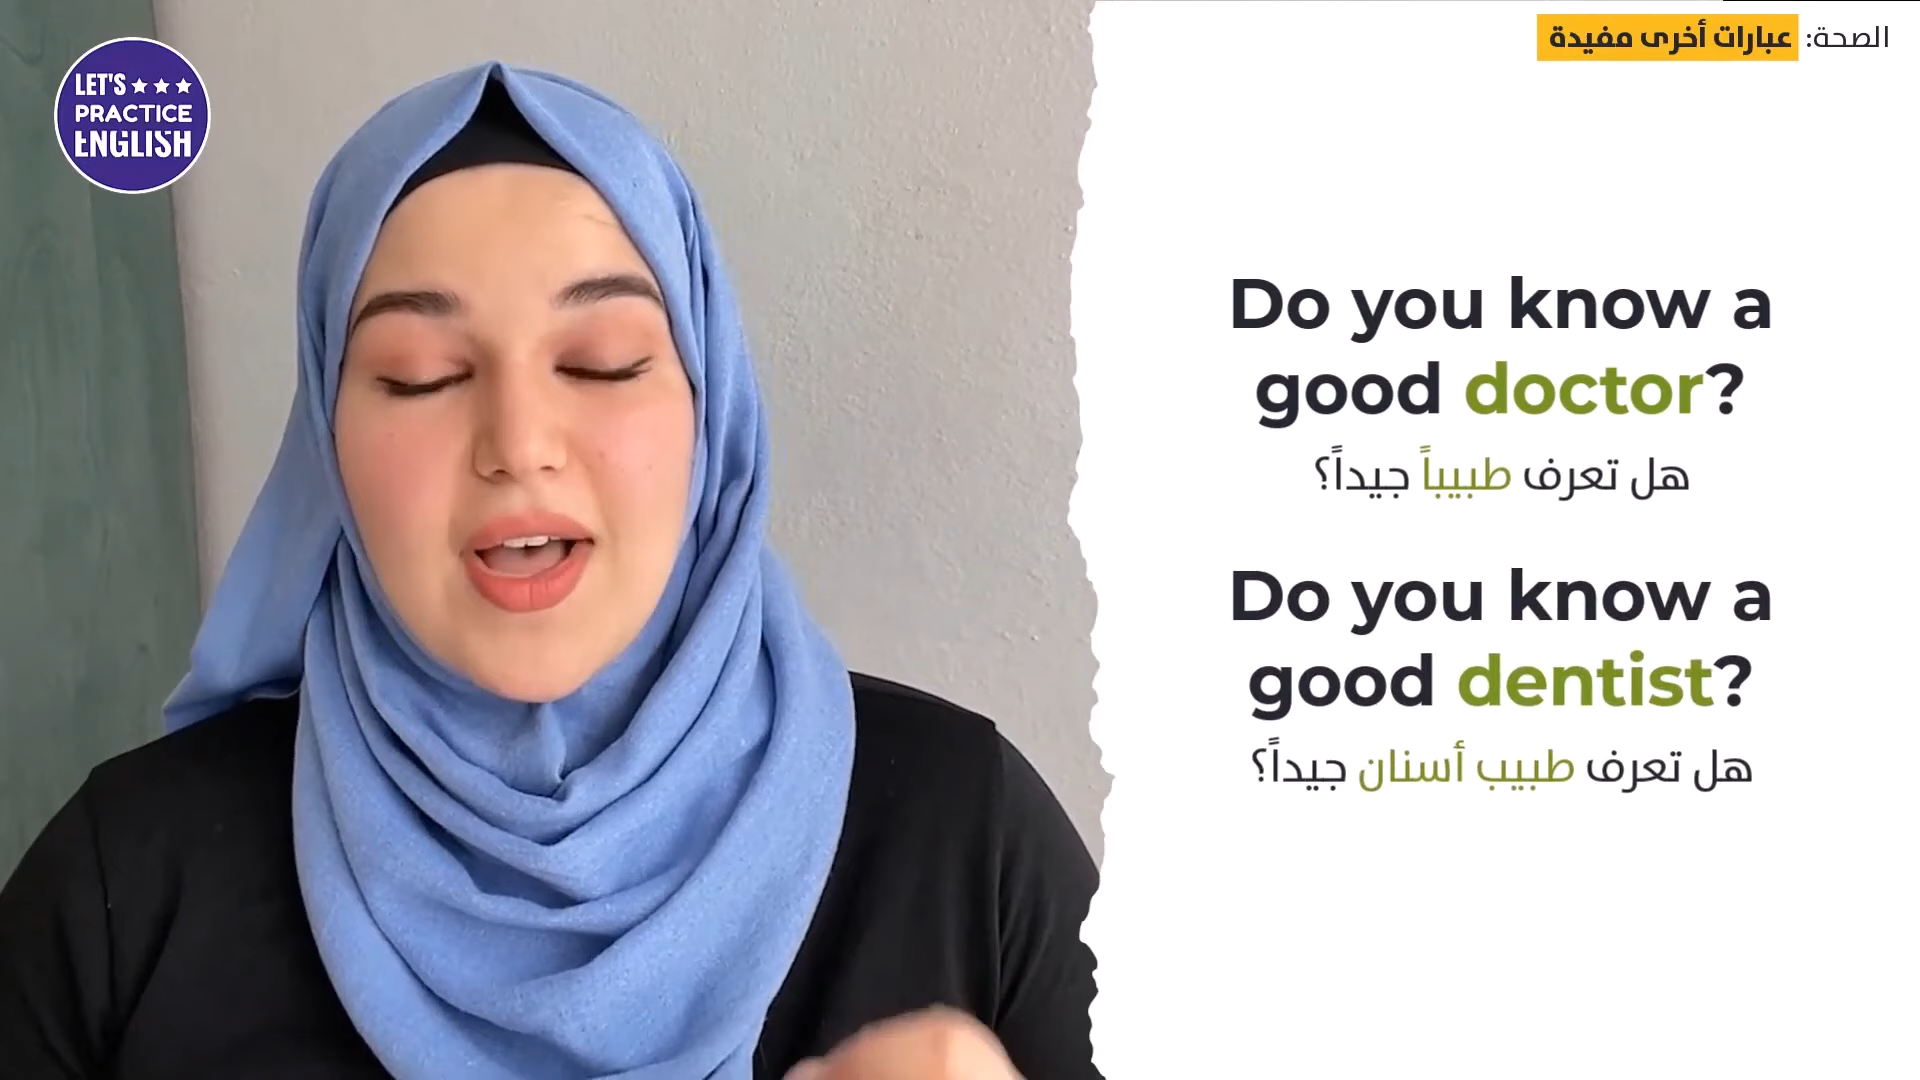 LET'S
PRACTICE
ENGLISH
الصحة: عبارات أخرى مفيدة
Do you know a
good doctor?
هل تعرف طبيباً جيداً؟
Do you know a
good dentist?
هل تعرف طبيب أسنان جيداً؟